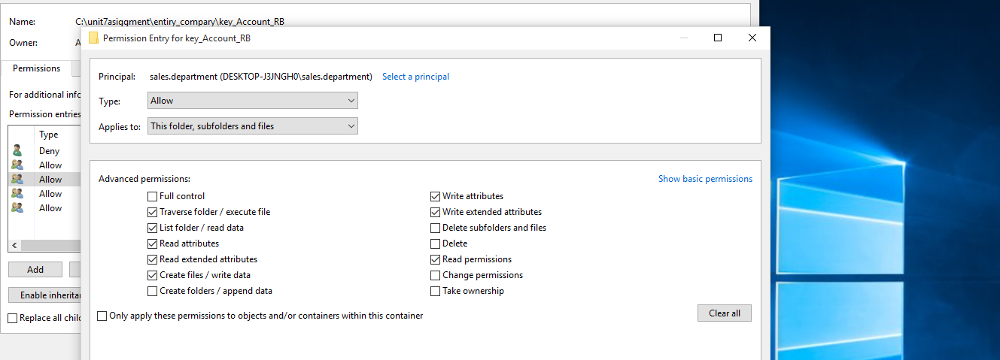 Name: C:\unit7asiggment\entiry_company\key_Account_RB
Permission Entry for key_Account_RB
Owner: A
Permissions
Principal: sales.department (DESKTOP-J3JNGH0\sales.department) Select a principal
For additional info
Type: Allow
Permission entries
Applies to: This folder, subfolders and files
Type
Deny
Allow
Allow
Allow
Allow
Advanced permissions: Show basic permissions
Full control Write attributes
Traverse folder / execute file Write extended attributes
List folder / read data Delete subfolders and files
Read attributes Delete
Read extended attributes Read permissions
Create files / write data Change permissions
Create folders / append data Take ownership
Add
Enable inheritan
Replace all child
Only apply these permissions to objects and/or containers within this container
Clear all